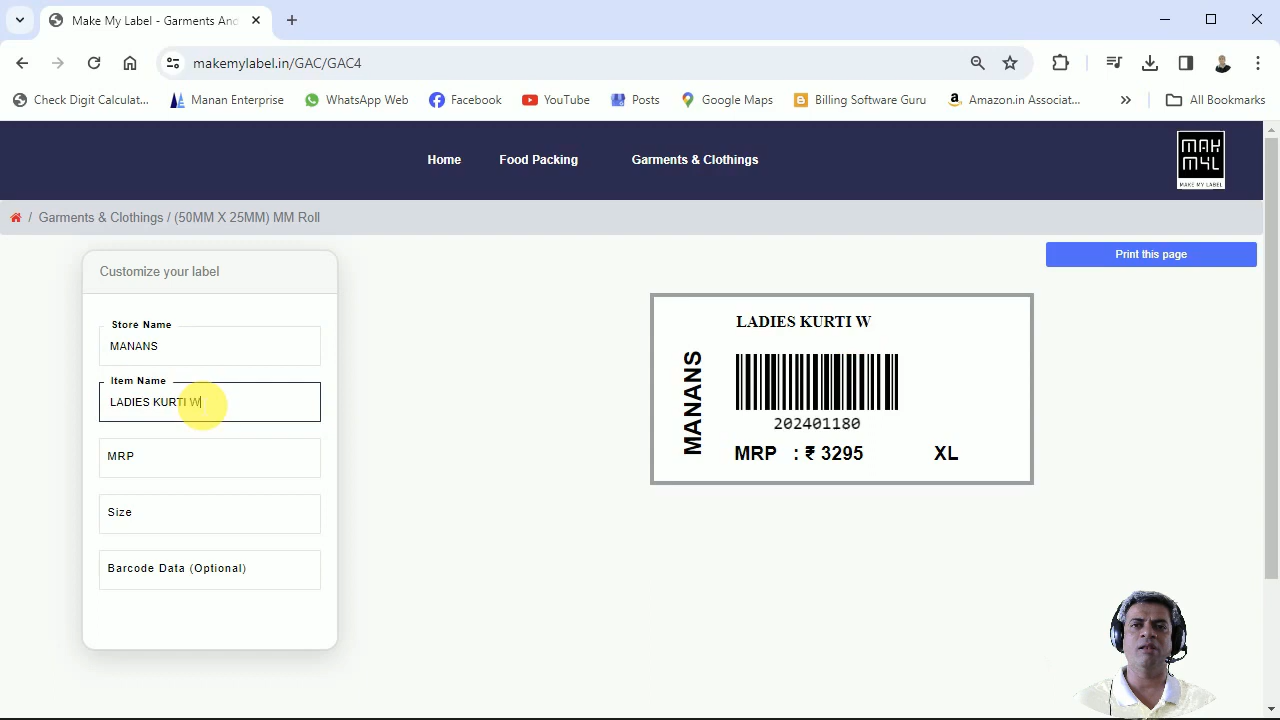 Make My Label - Garments And
makemylabel.in/GAC/GAC4
Check Digit Calculat...
Manan Enterprise
WhatsApp Web
Facebook
YouTube
Posts
Google Maps
Billing Software Guru
Amazon.in Associat...
All Bookmarks
Home
Food Packing
Garments & Clothings
MAK
M4L
MAKE MY LABEL
/ Garments & Clothings / (50MM X 25MM) MM Roll
Print this page
Customize your label
Store Name
MANANS
Item Name
LADIES KURTI W
MRP
Size
Barcode Data (Optional)
LADIES KURTI W
MANANS
202401180
MRP : ₹ 3295 XL